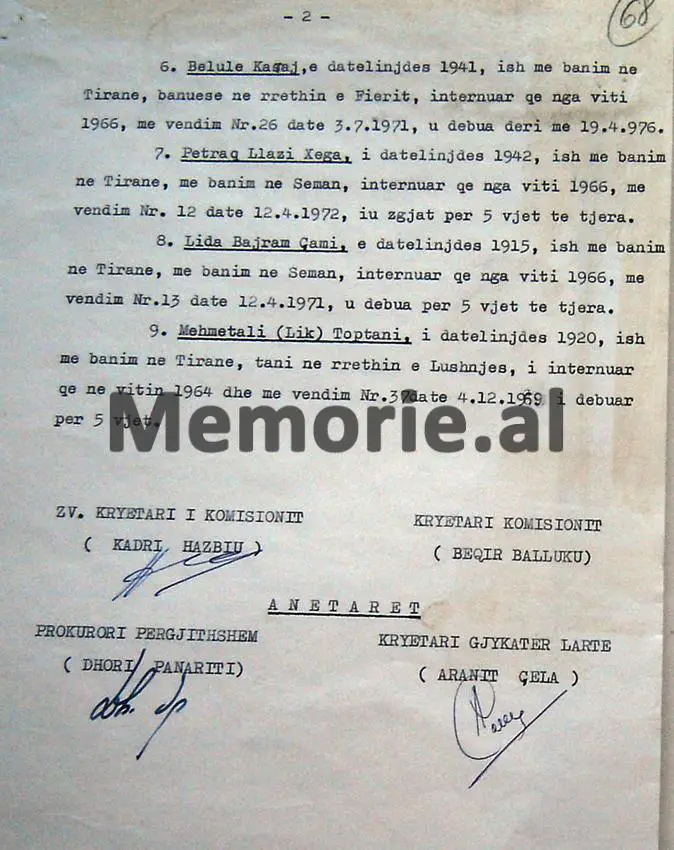 - 2 -
68
6. Belule Kagaj,e datelinjdes 1941, ish me banim ne
Tirane, banuese ne rrethin e Fierit, internuar qe nga viti
1966, me vendim Nr.26 date 3.7.1971, u debua deri me 19.4.976.
7. Petraq Llazi Xega, i datelinjdes 1942, ish me banim
ne Tirane, me banim ne Seman, internuar qe nga viti 1966, me
vendim Nr. 12 date 12.4.1972, iu zgjat per 5 vjet te tjera.
8. Lida Bajram Çami, e datelinjdes 1915, ish me banim
ne Tirane, me banim ne Seman, internuar qe nga viti 1966, me
vendim Nr.13 date 12.4.1971, u debua per 5 vjet te tjera.
9. Mehmetali (Lik) Toptani, i datelinjdes 1920, ish
me banim ne Tirane, tani ne rrethin e Lushnjes, i internuar
qe ne vitin 1964 dhe me vendim date 4.12.1969 i debuar
per 5 vjet.
Memorie.al
ZV. KRYETARI I KOMISIONIT
KRYETARI KOMISIONIT
( KADRI HAZBIU )
( BEQIR BALLUKU)
A N E T A R E T
PROKURORI PERGJITHSHEM
KRYETARI GJYKATER LARTE
( DHORI PANARITI)
( ARANIT ÇELA )